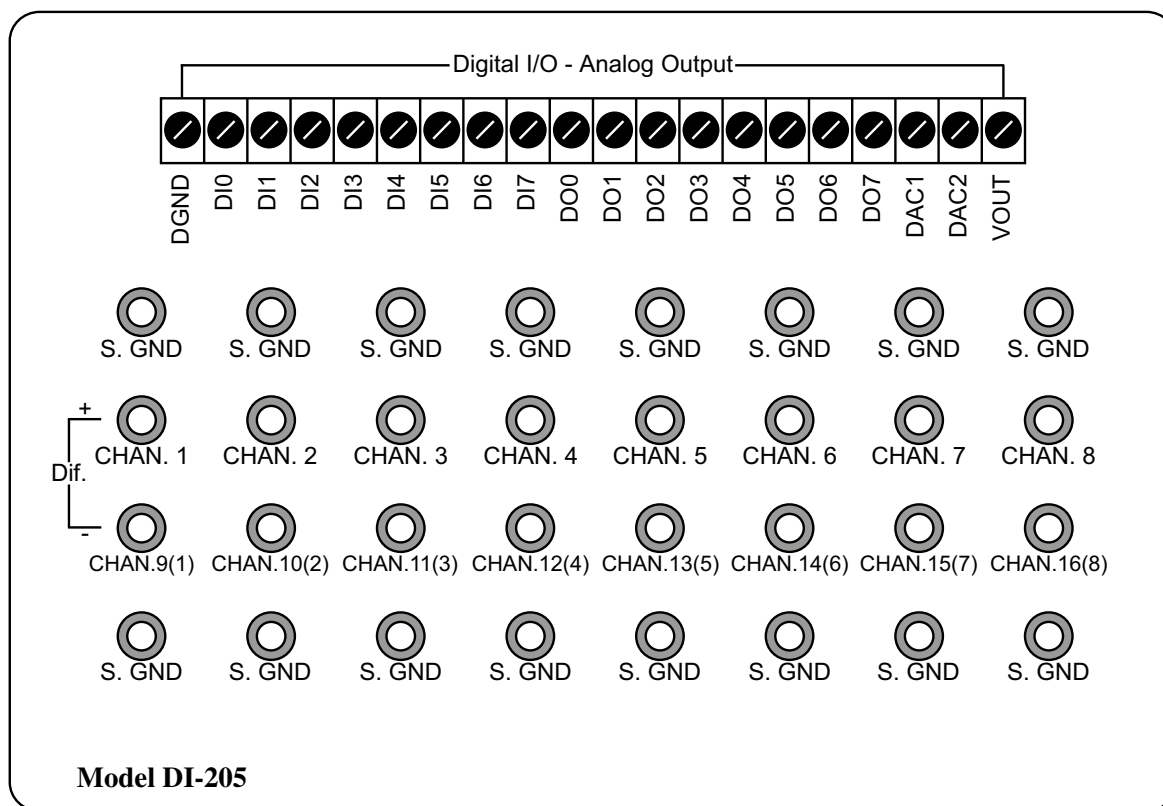 Digital I/O - Analog Output
DGND DI0 DI1 DI2 DI3 DI4 DI5 DI6 DI7 DO0 DO1 DO2 DO3 DO4 DO5 DO6 DO7 DAC1 DAC2 VOUT
S. GND S. GND S. GND S. GND S. GND S. GND S. GND S. GND
+
CHAN. 1 CHAN. 2 CHAN. 3 CHAN. 4 CHAN. 5 CHAN. 6 CHAN. 7 CHAN. 8
Dif.
-
CHAN.9(1) CHAN.10(2) CHAN.11(3) CHAN.12(4) CHAN.13(5) CHAN.14(6) CHAN.15(7) CHAN.16(8)
S. GND S. GND S. GND S. GND S. GND S. GND S. GND S. GND
Model DI-205